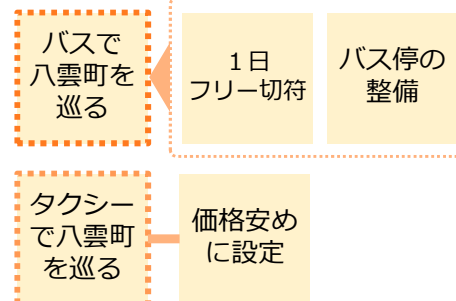 バスで
八雲町を
巡る
１日
フリー切符
バス停の
整備
タクシー
で八雲町
を巡る
価格安め
に設定